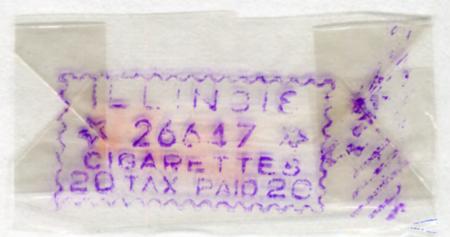 ILLINOIS
26647
CIGARETTES
20 TAX PAID 20